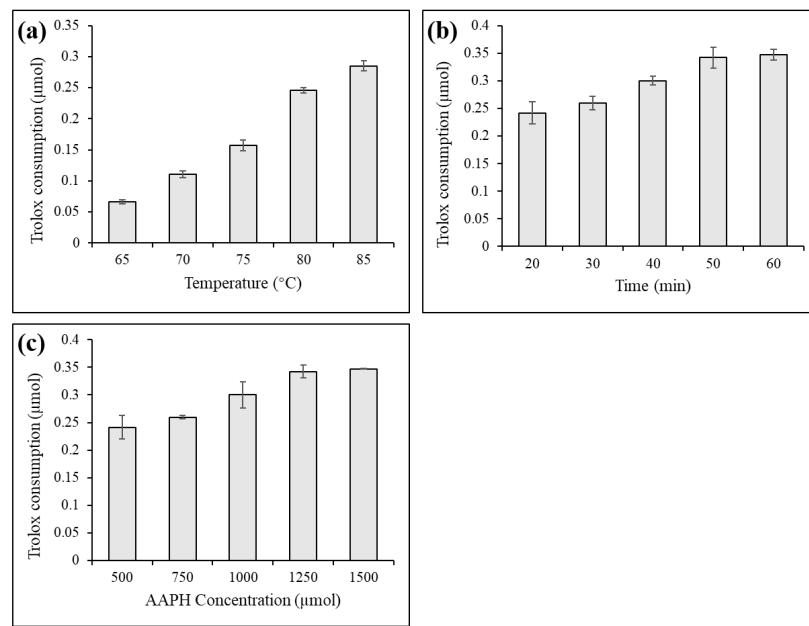 (a)
Trolox consumption (µmol)
0.35
0.3
0.25
0.2
0.15
0.1
0.05
0
65 70 75 80 85
Temperature (°C)
(b)
Trolox consumption (µmol)
0.4
0.35
0.3
0.25
0.2
0.15
0.1
0.05
0
20 30 40 50 60
Time (min)
(c)
Trolox consumption (µmol)
0.4
0.35
0.3
0.25
0.2
0.15
0.1
0.05
0
500 750 1000 1250 1500
AAPH Concentration (µmol)